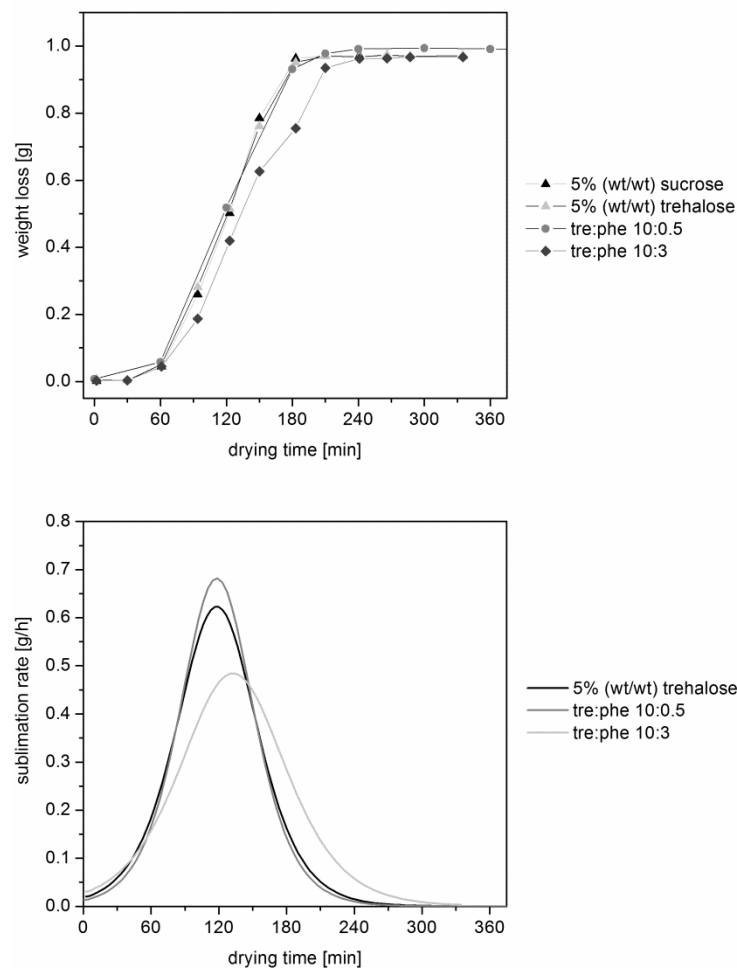 1.0
0.8
0.6
0.4
0.2
0.0
weight loss [g]
0 60 120 180 240 300 360
drying time [min]
5% (wt/wt) sucrose
5% (wt/wt) trehalose
tre:phe 10:0.5
tre:phe 10:3
0.8
0.7
0.6
0.5
0.4
0.3
0.2
0.1
0.0
sublimation rate [g/h]
0 60 120 180 240 300 360
drying time [min]
5% (wt/wt) trehalose
tre:phe 10:0.5
tre:phe 10:3